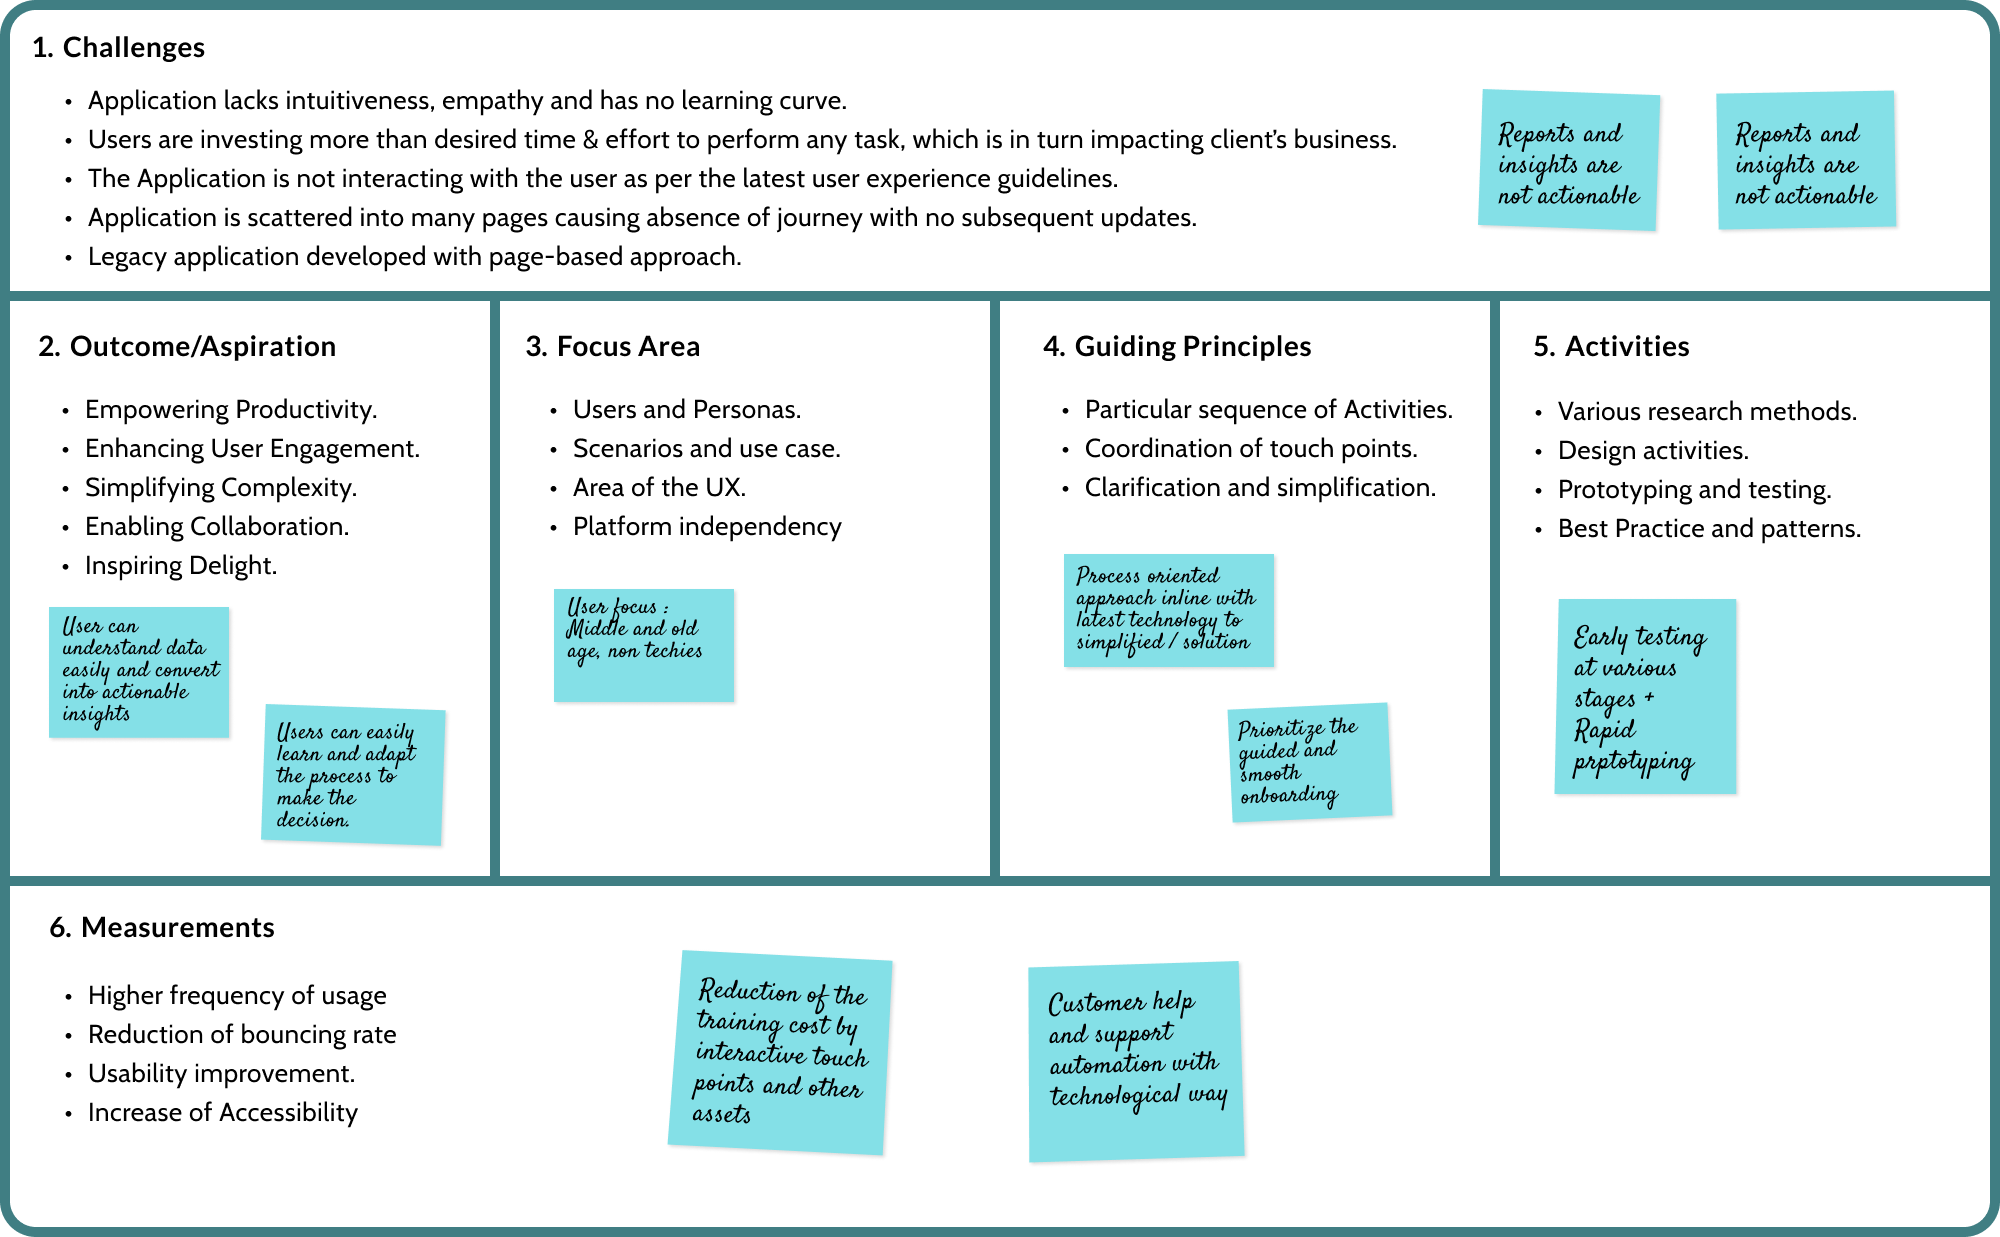 1. Challenges
• Application lacks intuitiveness, empathy and has no learning curve.
• Users are investing more than desired time & effort to perform any task, which is in turn impacting client's business.
• The Application is not interacting with the user as per the latest user experience guidelines.
• Application is scattered into many pages causing absence of journey with no subsequent updates.
• Legacy application developed with page-based approach.
Reports and
insights are
not actionable
Reports and
insights are
not actionable
2. Outcome/Aspiration
• Empowering Productivity.
• Enhancing User Engagement.
• Simplifying Complexity.
• Enabling Collaboration.
• Inspiring Delight.
User can
understand data
easily and convert
into actionable
insights
Users can easily
learn and adapt
the process to
make the
decision.
3. Focus Area
• Users and Personas.
• Scenarios and use case.
• Area of the UX.
• Platform independency
User focus :
Middle and old
age, non techies
4. Guiding Principles
• Particular sequence of Activities.
• Coordination of touch points.
• Clarification and simplification.
Process oriented
approach inline with
latest technology to
simplified / solution
Prioritize the
guided and
smooth
onboarding
5. Activities
• Various research methods.
• Design activities.
• Prototyping and testing.
• Best Practice and patterns.
Early testing
at various
stages +
Rapid
prptotyping
6. Measurements
• Higher frequency of usage
• Reduction of bouncing rate
• Usability improvement.
• Increase of Accessibility
Reduction of the
training cost by
interactive touch
points and other
assets
Customer help
and support
automation with
technological way